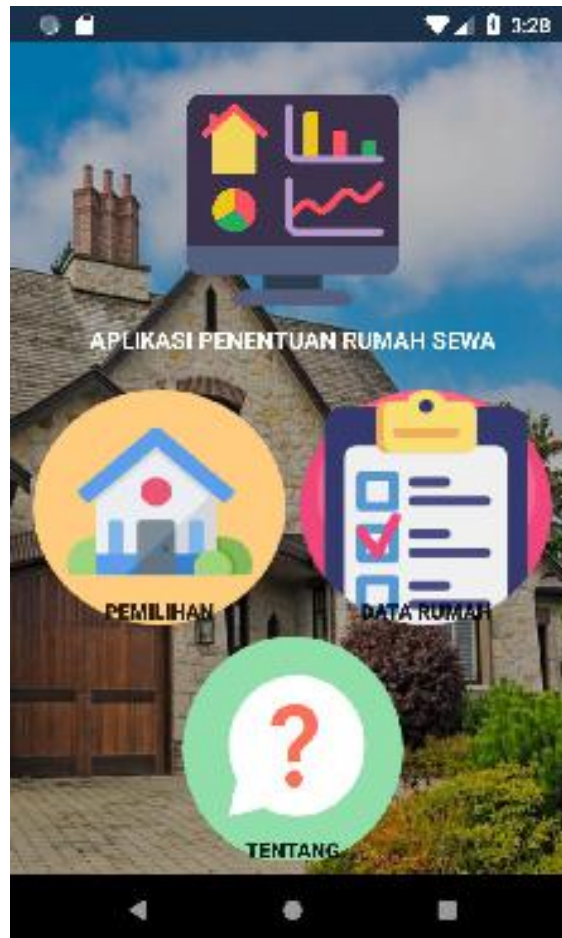 3:28
APLIKASI PENENTUAN RUMAH SEWA
PEMILIHAN
DATA RUMAH
TENTANG